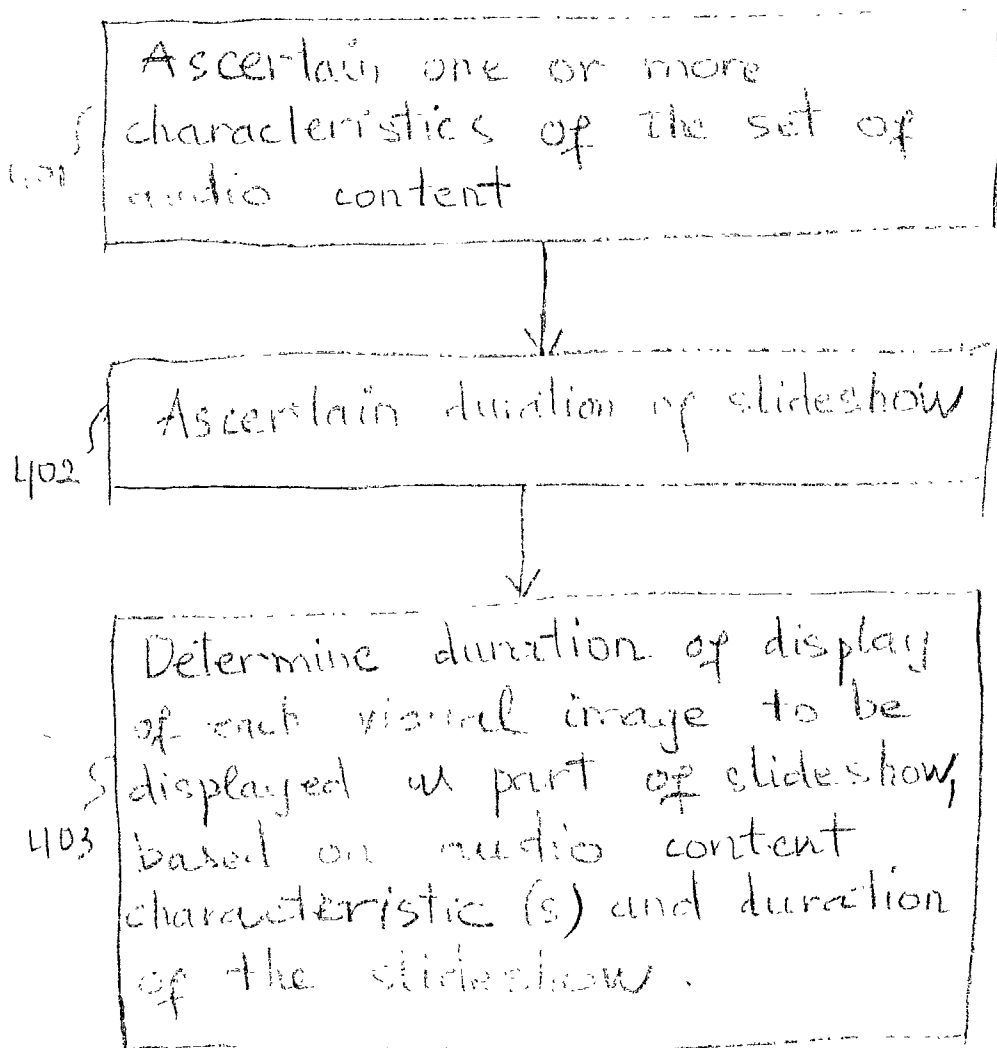 Ascertain one or more
characteristics of the set of
401 audio content
Ascertain duration of slideshow
402
Determine duration of display
of each visual image to be
displayed as part of slideshow,
403 based on audio content
characteristic (s) and duration
of the slideshow.